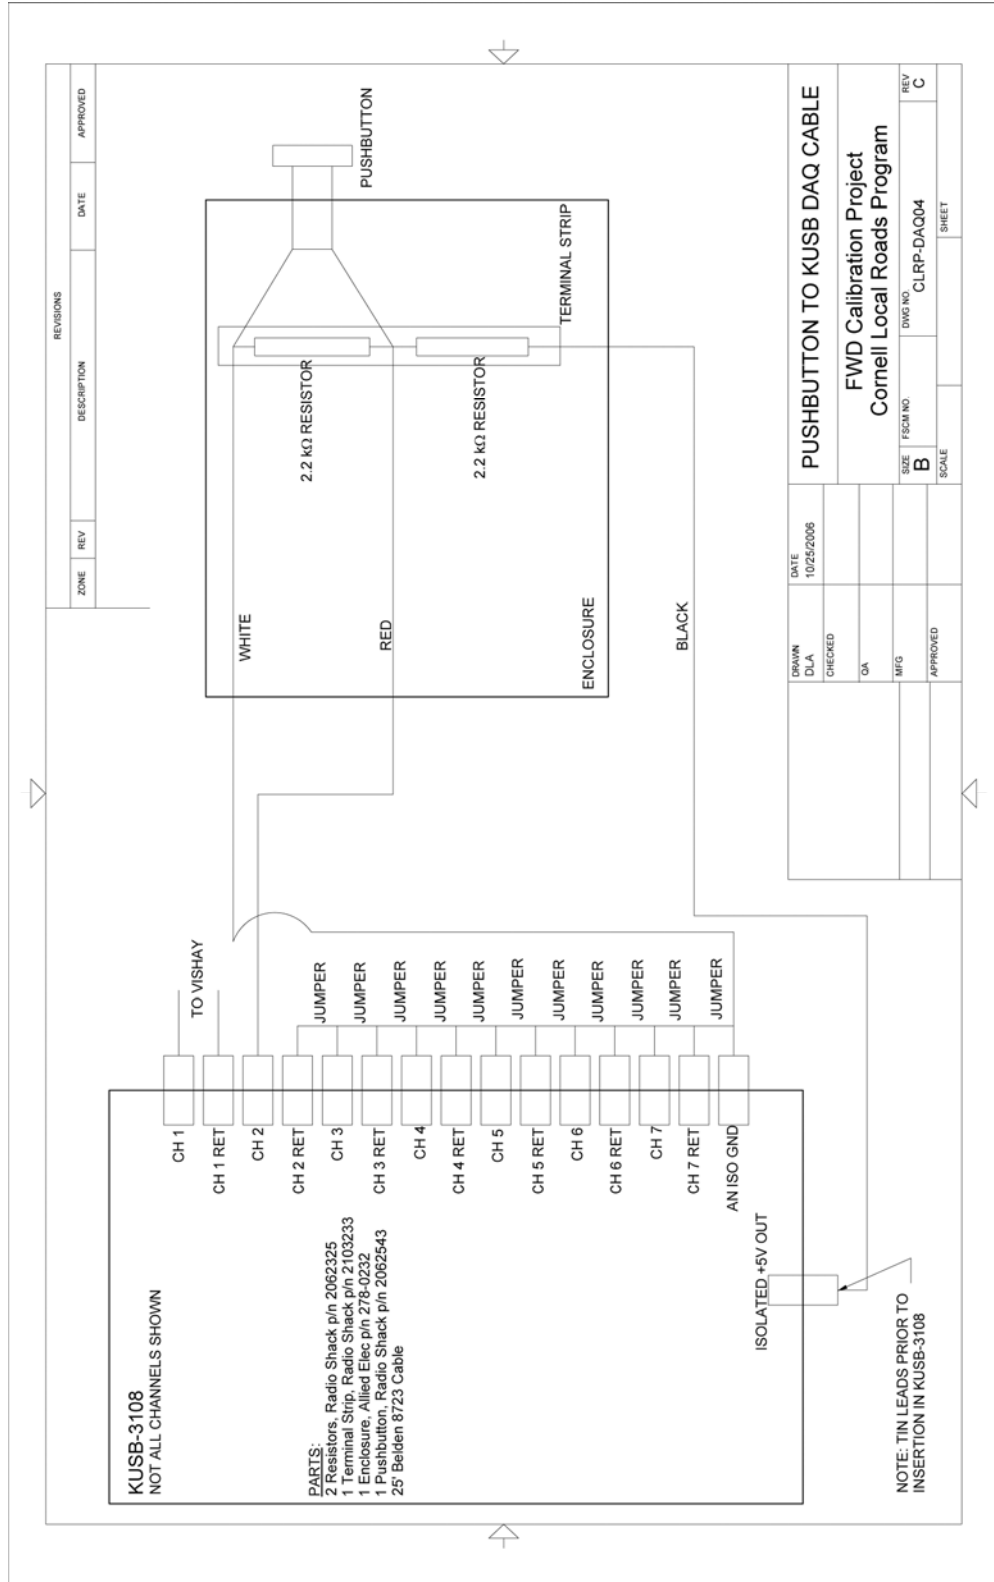 REVISIONS
ZONE
REV
DESCRIPTION
DATE
APPROVED
KUSB-3108
NOT ALL CHANNELS SHOWN
PARTS:
2 Resistors, Radio Shack p/n 2062325
1 Terminal Strip, Radio Shack p/n 2103233
1 Enclosure, Allied Elec p/n 278-0232
1 Pushbutton, Radio Shack p/n 2062543
25' Belden 8723 Cable
CH 1
CH 1 RET
CH 2
CH 2 RET
CH 3
CH 3 RET
CH 4
CH 4 RET
CH 5
CH 5 RET
CH 6
CH 6 RET
CH 7
CH 7 RET
AN ISO GND
ISOLATED +5V OUT
NOTE: TIN LEADS PRIOR TO
INSERTION IN KUSB-3108
TO VISHAY
JUMPER
JUMPER
JUMPER
JUMPER
JUMPER
JUMPER
JUMPER
JUMPER
JUMPER
JUMPER
JUMPER
WHITE
RED
BLACK
ENCLOSURE
2.2 kΩ RESISTOR
2.2 kΩ RESISTOR
TERMINAL STRIP
PUSHBUTTON
DRAWN
DLA
DATE
10/25/2006
CHECKED
QA
MFG
APPROVED
PUSHBUTTON TO KUSB DAQ CABLE
FWD Calibration Project
Cornell Local Roads Program
SIZE
B
FSCM NO.
DWG NO.
CLRP-DAQ04
REV
C
SCALE
SHEET